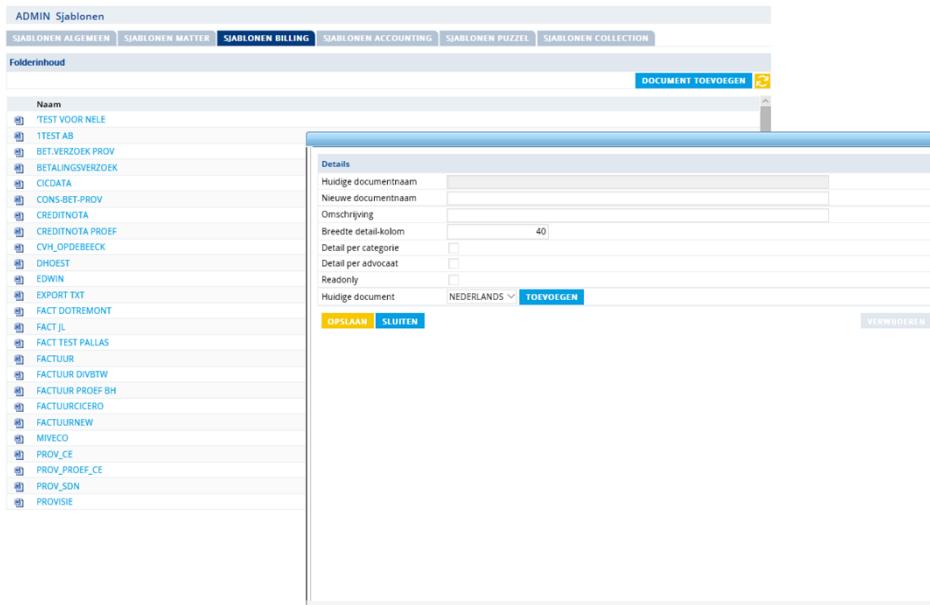 ADMIN Sjablonen
SJABLONEN ALGEMEEN SJABLONEN MATTER SJABLONEN BILLING SJABLONEN ACCOUNTING SJABLONEN PUZZEL SJABLONEN COLLECTION
Folderinhoud
DOCUMENT TOEVOEGEN
Naam
'TEST VOOR NELE
1TEST AB
BET.VERZOEK PROV
BETALINGSVERZOEK
CICDATA
CONS-BET-PROV
CREDITNOTA
CREDITNOTA PROEF
CVH_OPDEBEECK
DHOEST
EDWIN
EXPORT TXT
FACT DOTREMONT
FACT JL
FACT TEST PALLAS
FACTUUR
FACTUUR DIVBTW
FACTUUR PROEF BH
FACTUURCICERO
FACTUURNEW
MIVECO
PROV_CE
PROV_PROEF_CE
PROV_SDN
PROVISIE
Details
Huidige documentnaam
Nieuwe documentnaam
Omschrijving
Breedte detail-kolom 40
Detail per categorie
Detail per advocaat
Readonly
Huidige document NEDERLANDS TOEVOEGEN
OPSLAAN SLUITEN VERWIJDEREN